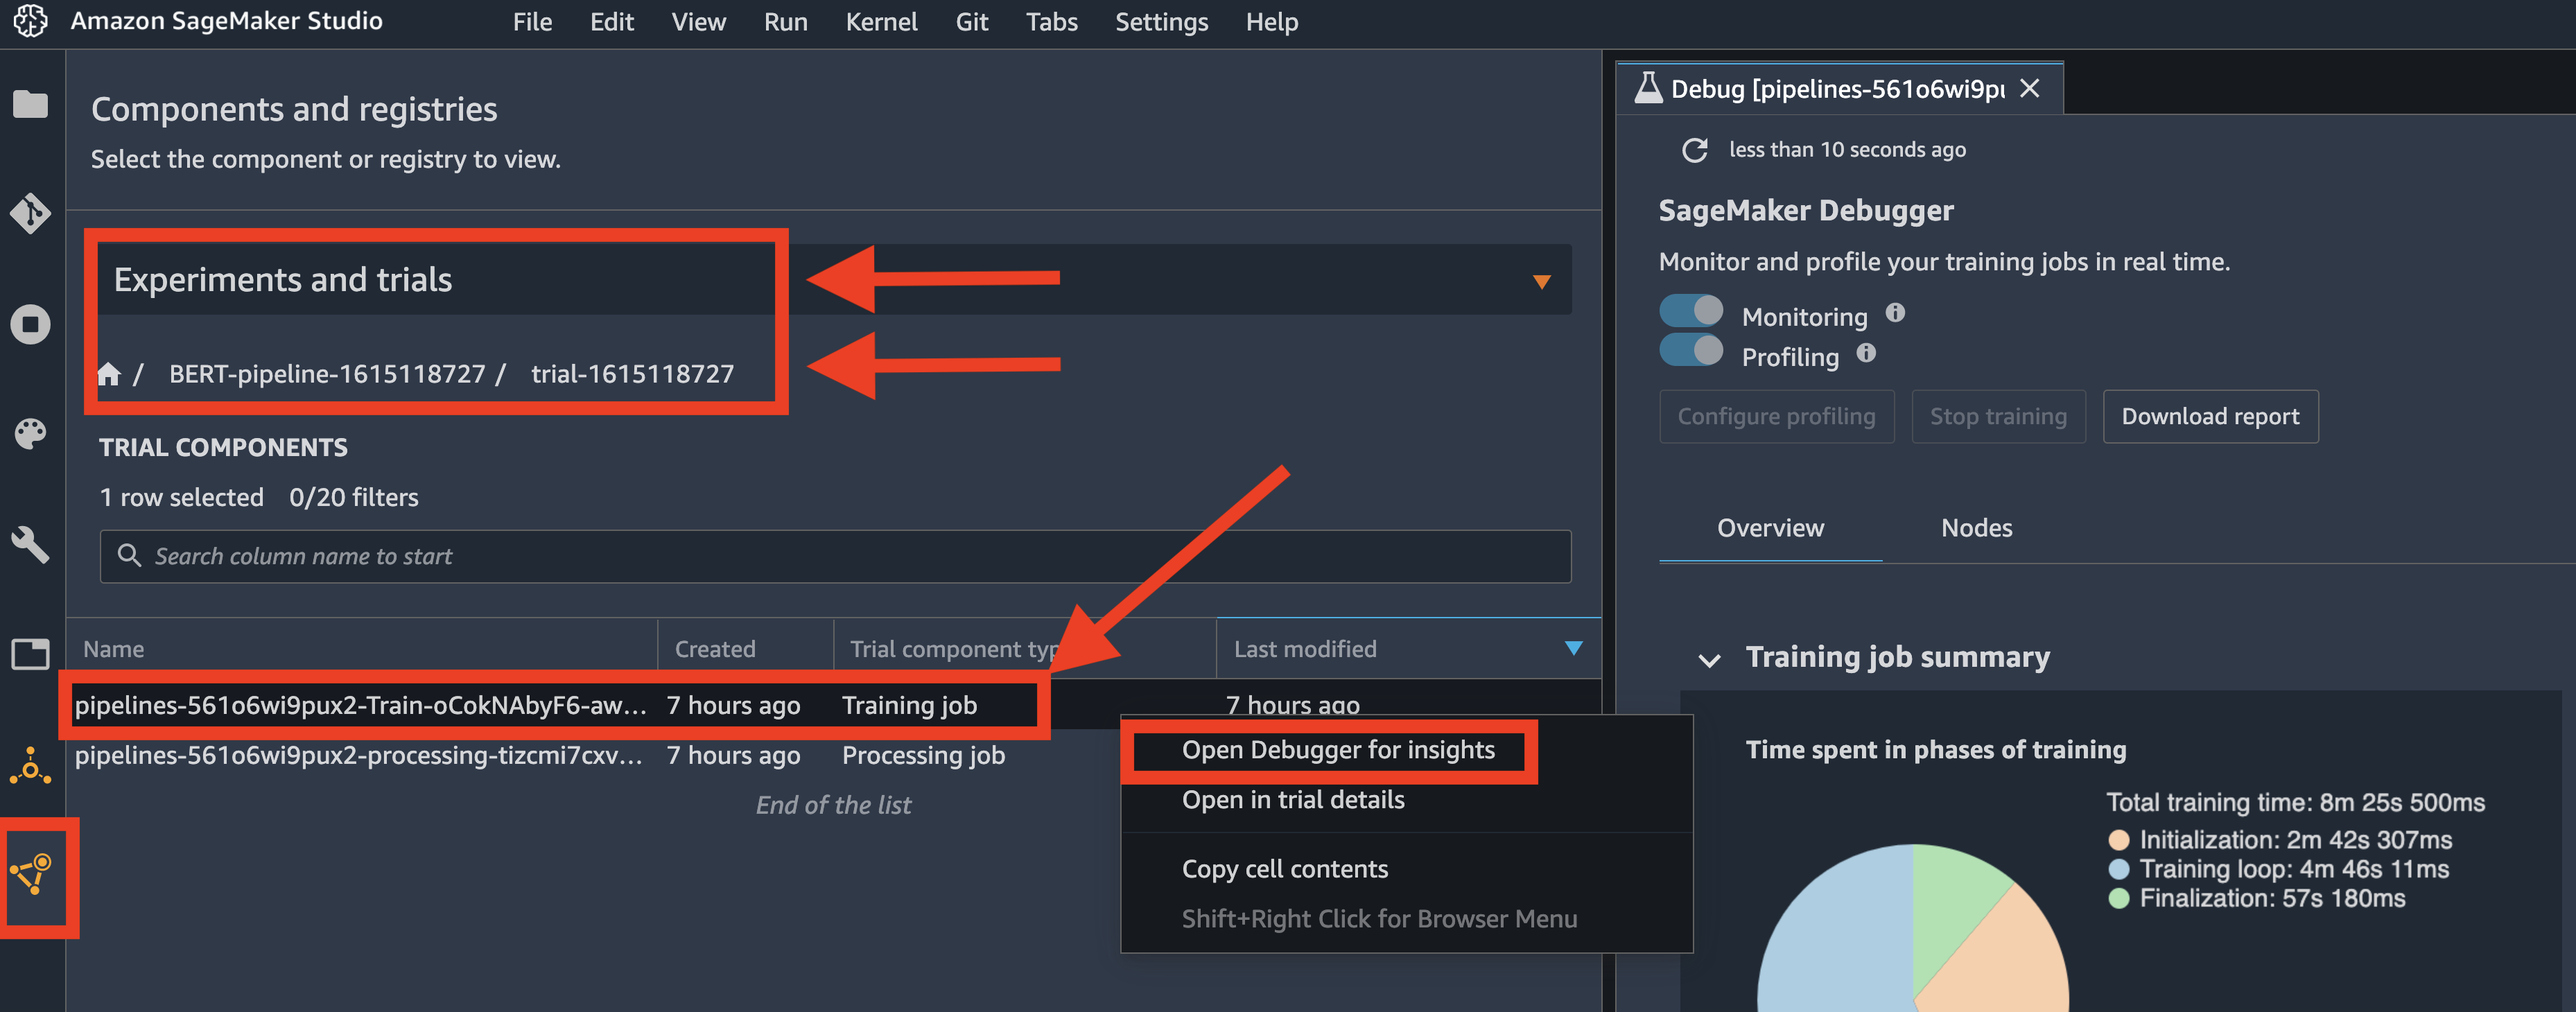 Amazon SageMaker Studio File Edit View Run Kernel Git Tabs Settings Help
Components and registries
Select the component or registry to view.
Experiments and trials
/ BERT-pipeline-1615118727 / trial-1615118727
TRIAL COMPONENTS
1 row selected 0/20 filters
Search column name to start
Name Created Trial component typ Last modified
pipelines-561o6wi9pux2-Train-oCokNAbyF6-aw... 7 hours ago Training job 7 hours ago
pipelines-561o6wi9pux2-processing-tizcmi7cxv... 7 hours ago Processing job
End of the list
Open Debugger for insights
Open in trial details
Copy cell contents
Shift+Right Click for Browser Menu
Debug [pipelines-561o6wi9pu
less than 10 seconds ago
SageMaker Debugger
Monitor and profile your training jobs in real time.
Monitoring
Profiling
Configure profiling Stop training Download report
Overview Nodes
Training job summary
Time spent in phases of training
Total training time: 8m 25s 500ms
Initialization: 2m 42s 307ms
Training loop: 4m 46s 11ms
Finalization: 57s 180ms